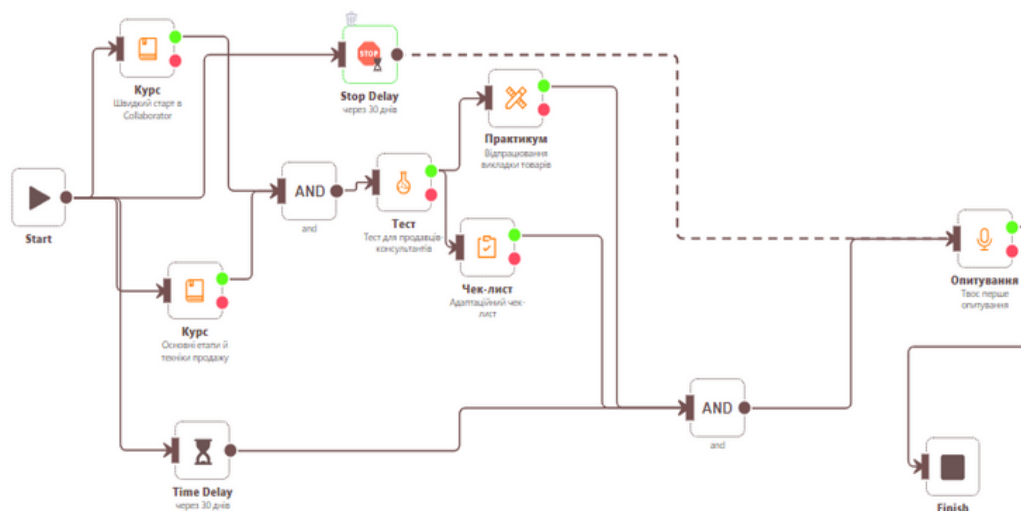 Курс
Швидкий старт в
Collaborator
STOP
Stop Delay
через 30 днів
Практикум
Відпрацювання
викладки товарів
Start
AND
and
Тест
Тест для продавців-
консультантів
Чек-лист
Адаптаційний чек-
лист
Опитування
Твоє перше
опитування
Курс
Основні етапи й
техніки продажу
AND
and
Time Delay
через 30 днів
Finish